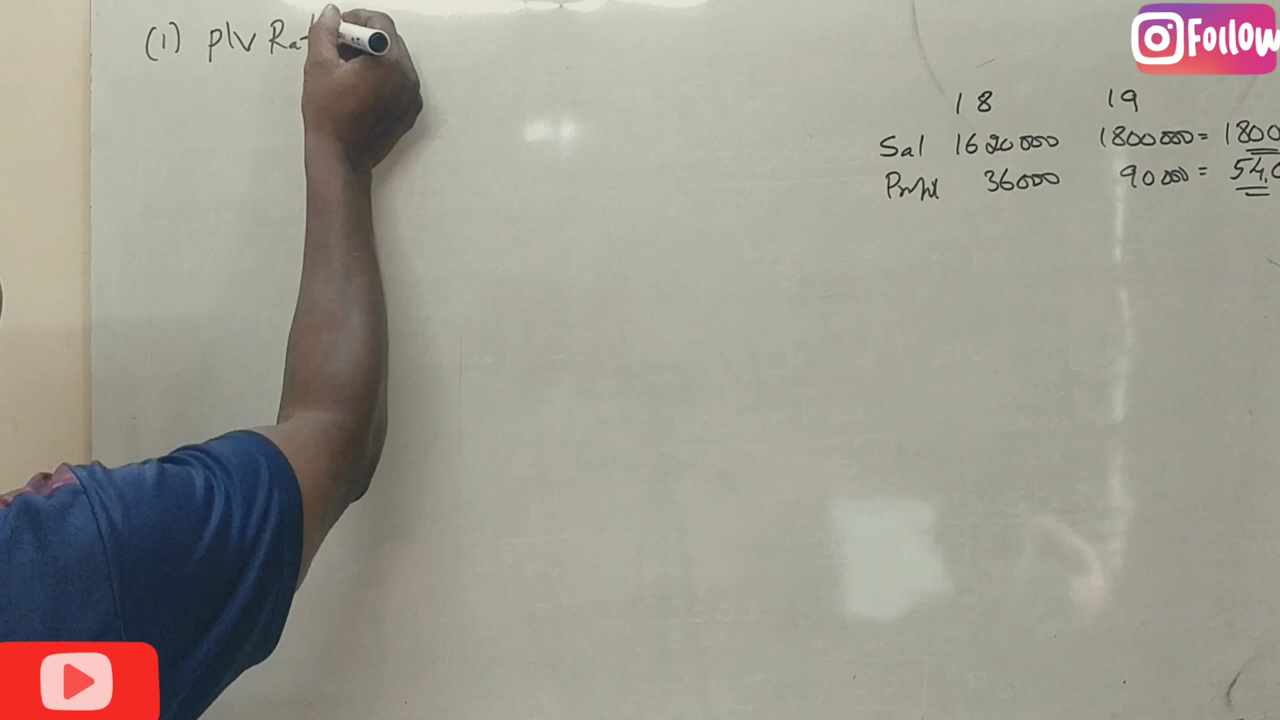 (1) P/V Rat
Follow
18 19
Sal 1620000 1800000 = 1800
Profit 36000 90000 = 54,0